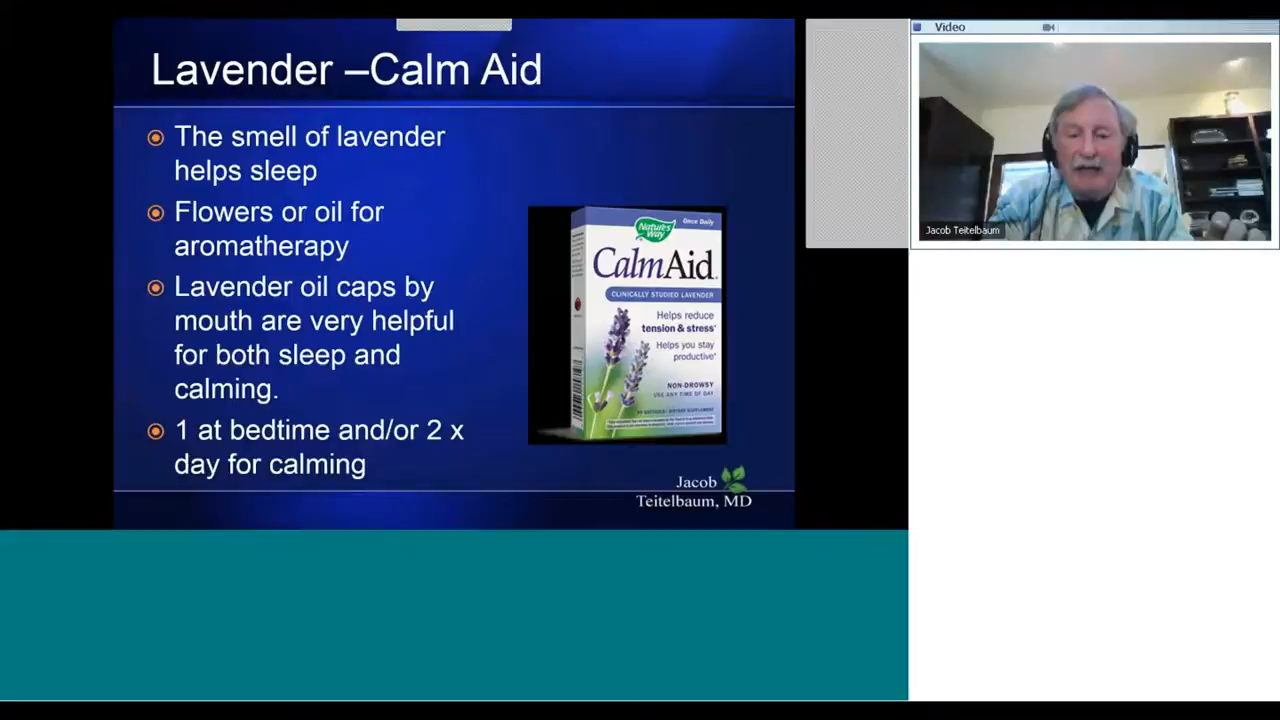 Lavender –Calm Aid
The smell of lavender
helps sleep
Flowers or oil for
aromatherapy
Lavender oil caps by
mouth are very helpful
for both sleep and
calming.
1 at bedtime and/or 2 x
day for calming
Nature's
Way
Once Daily
CalmAid
CLINICALLY STUDIED LAVENDER
Helps reduce
tension & stress*
Helps you stay
productive*
NON-DROWSY
USE ANY TIME OF DAY
Jacob
Teitelbaum, MD
Video
Jacob Teitelbaum